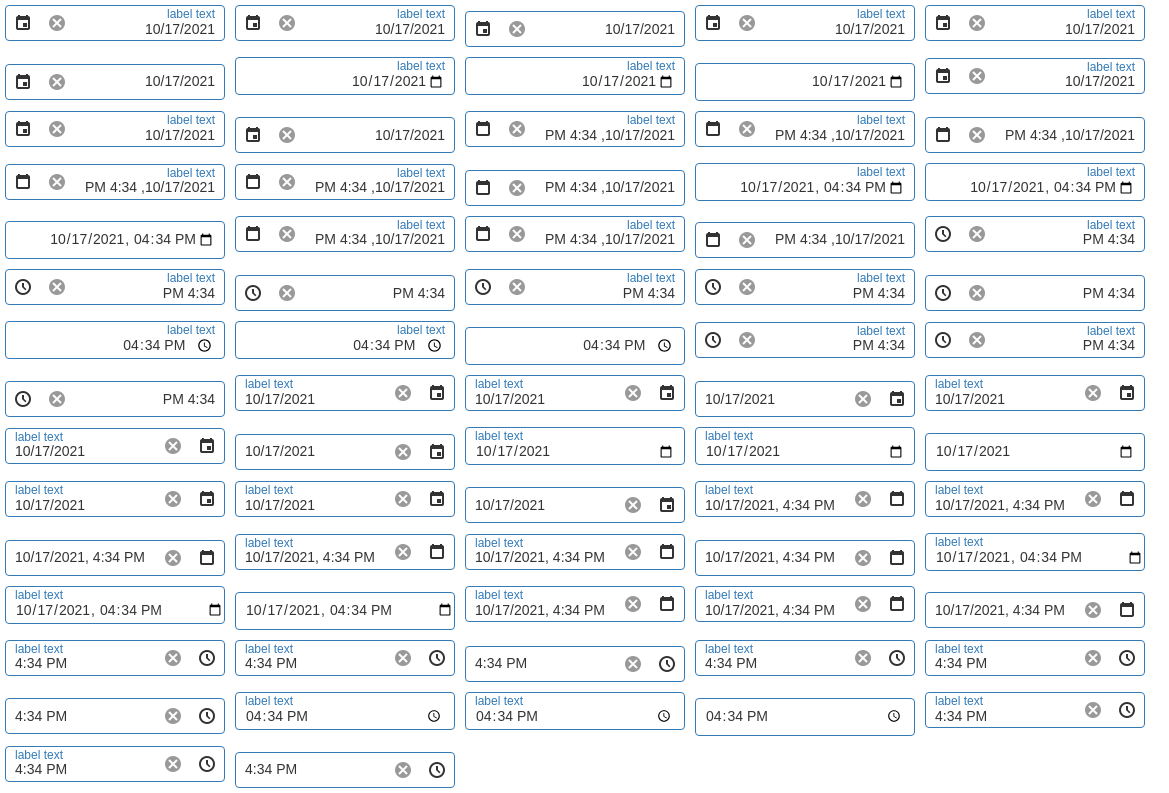 label text
10/17/2021
label text
10/17/2021
10/17/2021
label text
10/17/2021
label text
10/17/2021
10/17/2021
label text
10/17/2021
label text
10/17/2021
10/17/2021
label text
10/17/2021
label text
10/17/2021
10/17/2021
label text
PM 4:34 ,10/17/2021
label text
PM 4:34 ,10/17/2021
PM 4:34 ,10/17/2021
label text
PM 4:34 ,10/17/2021
label text
PM 4:34 ,10/17/2021
PM 4:34 ,10/17/2021
label text
10/17/2021, 04:34 PM
label text
10/17/2021, 04:34 PM
10/17/2021, 04:34 PM
label text
PM 4:34 ,10/17/2021
label text
PM 4:34 ,10/17/2021
PM 4:34 ,10/17/2021
label text
PM 4:34
label text
PM 4:34
PM 4:34
label text
PM 4:34
label text
PM 4:34
PM 4:34
label text
04:34 PM
label text
04:34 PM
04:34 PM
label text
PM 4:34
label text
PM 4:34
PM 4:34
label text
10/17/2021
label text
10/17/2021
10/17/2021
label text
10/17/2021
label text
10/17/2021
10/17/2021
label text
10/17/2021
label text
10/17/2021
10/17/2021
label text
10/17/2021
label text
10/17/2021
10/17/2021
label text
10/17/2021, 4:34 PM
label text
10/17/2021, 4:34 PM
10/17/2021, 4:34 PM
label text
10/17/2021, 4:34 PM
label text
10/17/2021, 4:34 PM
10/17/2021, 4:34 PM
label text
10/17/2021, 04:34 PM
label text
10/17/2021, 04:34 PM
10/17/2021, 04:34 PM
label text
10/17/2021, 4:34 PM
label text
10/17/2021, 4:34 PM
10/17/2021, 4:34 PM
label text
4:34 PM
label text
4:34 PM
4:34 PM
label text
4:34 PM
label text
4:34 PM
4:34 PM
label text
04:34 PM
label text
04:34 PM
04:34 PM
label text
4:34 PM
label text
4:34 PM
4:34 PM